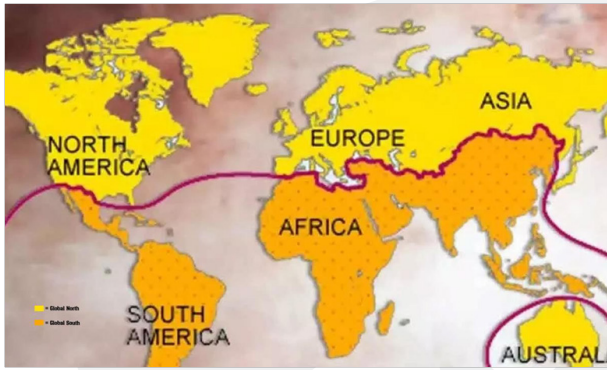 ASIA
NORTH
AMERICA
EUROPE
AFRICA
= Global North
= Global South
SOUTH
AMERICA
AUSTRAL